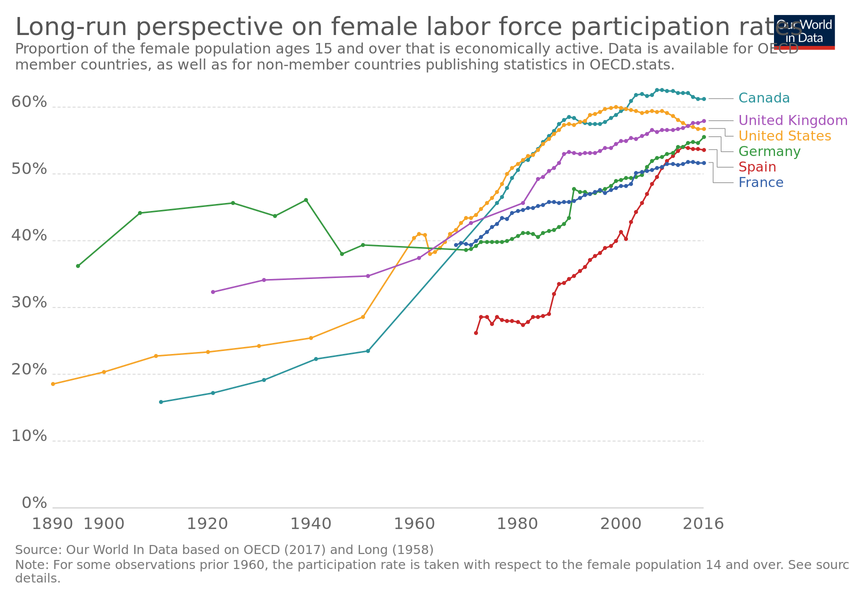 Long-run perspective on female labor force participation rates
Our World
in Data
Proportion of the female population ages 15 and over that is economically active. Data is available for OECD
member countries, as well as for non-member countries publishing statistics in OECD.stats.
60%
50%
40%
30%
20%
10%
0%
Canada
United Kingdom
United States
Germany
Spain
France
1890 1900 1920 1940 1960 1980 2000 2016
Source: Our World In Data based on OECD (2017) and Long (1958)
Note: For some observations prior 1960, the participation rate is taken with respect to the female population 14 and over. See sourc
details.